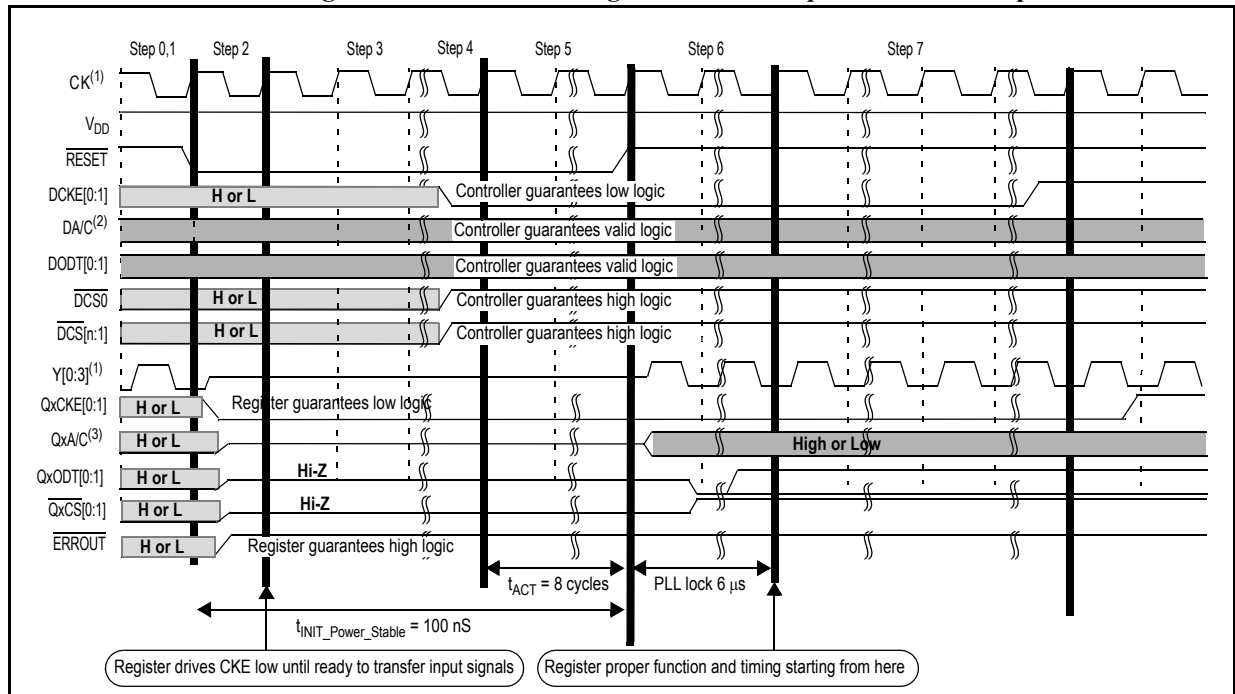 Step 0,1 Step 2 Step 3 Step 4 Step 5 Step 6 Step 7
CK(1)
VDD
RESET
DCKE[0:1] H or L Controller guarantees low logic
DA/C(2) Controller guarantees valid logic
DODT[0:1] Controller guarantees valid logic
DCS0 H or L Controller guarantees high logic
DCS[n:1] H or L Controller guarantees high logic
Y[0:3](1)
QxCKE[0:1] H or L Register guarantees low logic
QxA/C(3) H or L High or Low
QxODT[0:1] H or L Hi-Z
QxCS[0:1] H or L Hi-Z
ERROUT H or L Register guarantees high logic
tACT = 8 cycles PLL lock 6 μs
tINIT_Power_Stable = 100 nS
Register drives CKE low until ready to transfer input signals Register proper function and timing starting from here